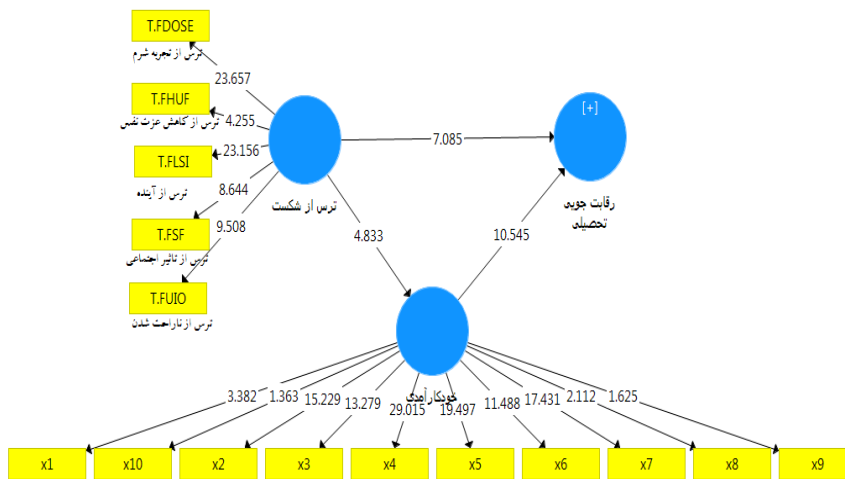 T.FDOSE
ترس از تجربه شرم
23.657
[+]
T.FHUF
ترس از کاهش عزت نفس
4.255
7.085
23.156
T.FLSI
ترس از آینده
8.644
ترس از شکست
رقابت جویی
تحصیلی
9.508
T.FSF
ترس از تاثیر اجتماعی
4.833
10.545
T.FUIO
ترس از ناراحت شدن
خودکارآمدی
3.382
1.363
15.229
13.279
29.015
19.497
11.488
17.431
2.112
1.625
x1
x10
x2
x3
x4
x5
x6
x7
x8
x9